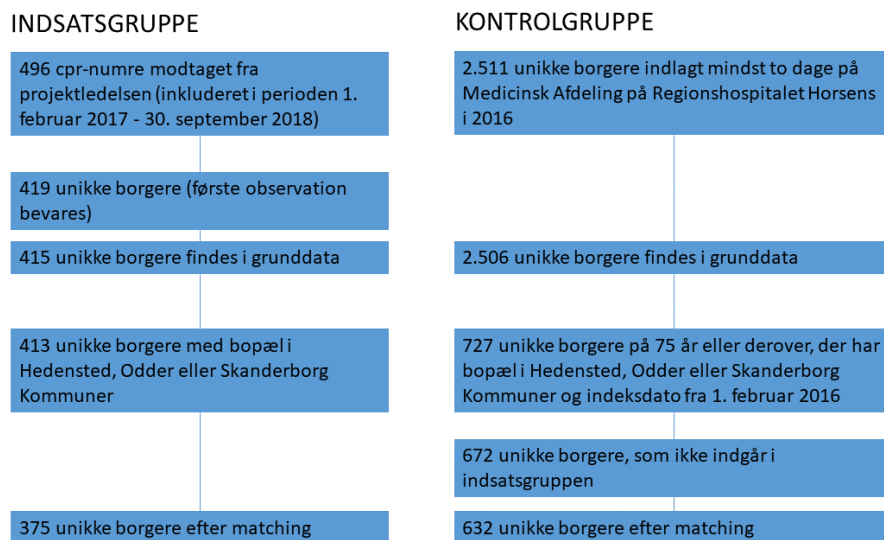 INDSATSGRUPPE
496 cpr-numre modtaget fra
projektledelsen (inkluderet i perioden 1.
februar 2017 - 30. september 2018)
419 unikke borgere (første observation
bevares)
415 unikke borgere findes i grunddata
413 unikke borgere med bopæl i
Hedensted, Odder eller Skanderborg
Kommuner
375 unikke borgere efter matching
KONTROLGRUPPE
2.511 unikke borgere indlagt mindst to dage på
Medicinsk Afdeling på Regionshospitalet Horsens
i 2016
2.506 unikke borgere findes i grunddata
727 unikke borgere på 75 år eller derover, der har
bopæl i Hedensted, Odder eller Skanderborg
Kommuner og indeksdato fra 1. februar 2016
672 unikke borgere, som ikke indgår i
indsatsgruppen
632 unikke borgere efter matching